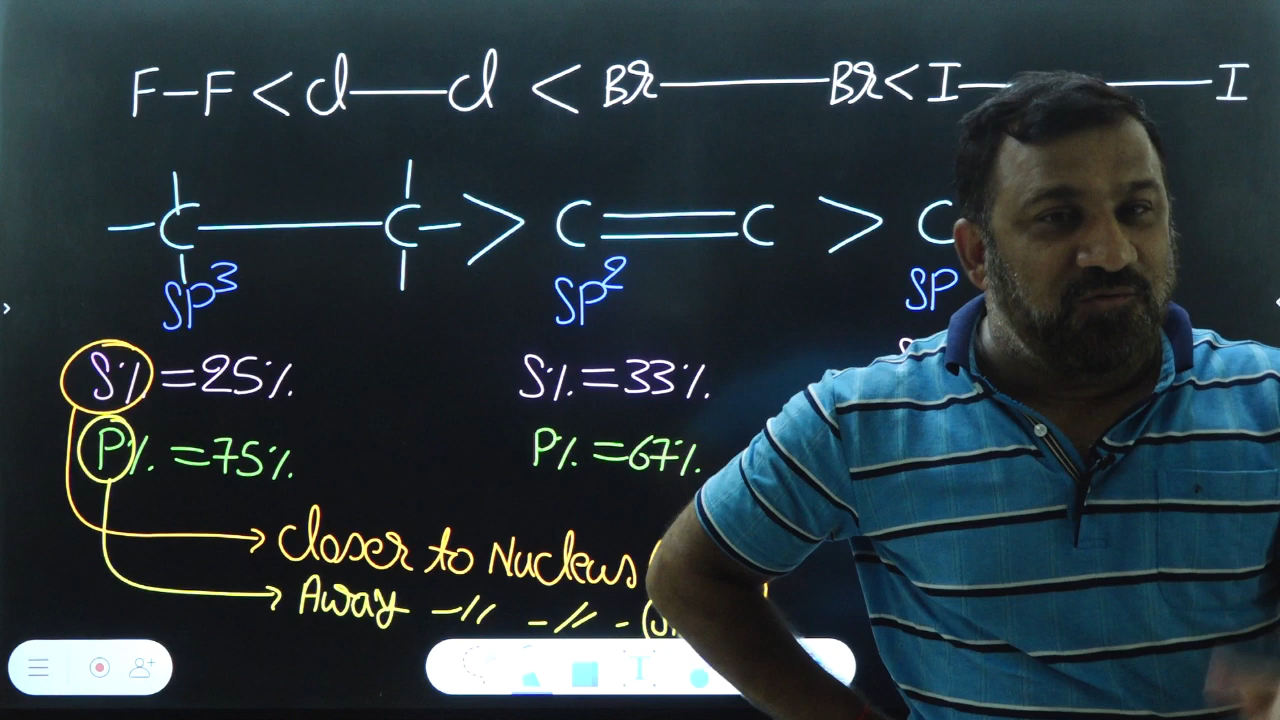 F—F < Cl—Cl < Br—Br < I—I
—C—C— > C=C > C
SP³ SP² SP
S% = 25% S% = 33% S
P% = 75% P% = 67%
Closer to Nucleus
Away -〃 -〃-
T